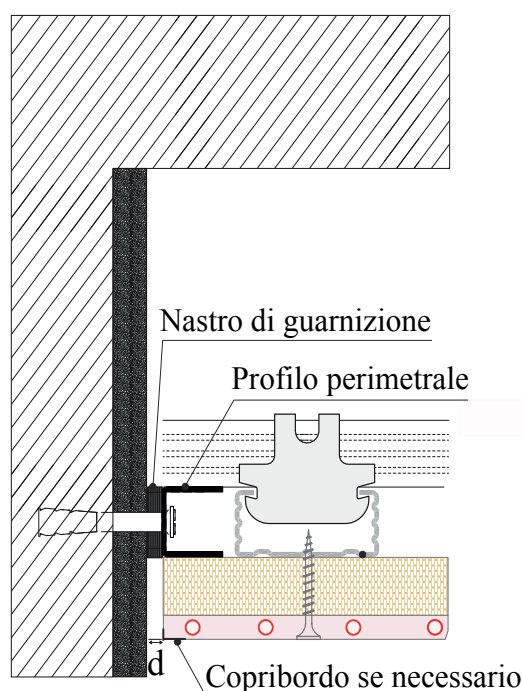 Nastro di guarnizione
Profilo perimetrale
d
Copribordo se necessario